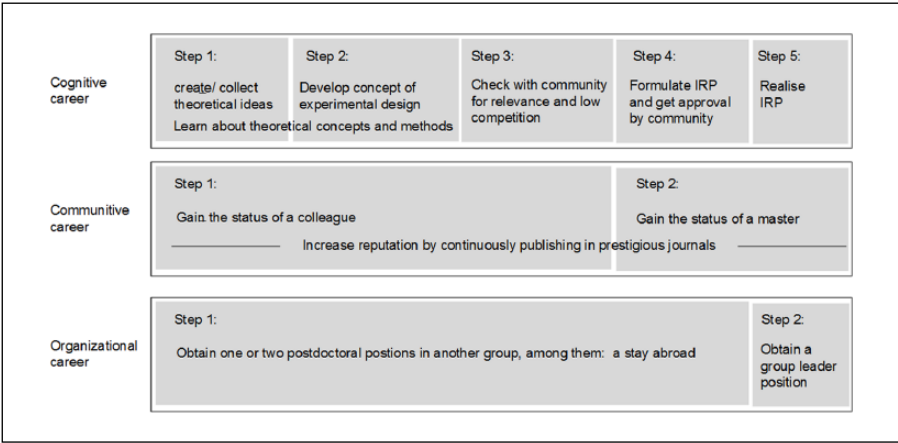 Cognitive
career
Step 1:
create/ collect
theoretical ideas
Step 2:
Develop concept of
experimental design
Learn about theoretical concepts and methods
Step 3:
Check with community
for relevance and low
competition
Step 4:
Formulate IRP
and get approval
by community
Step 5:
Realise
IRP
Communitive
career
Step 1:
Gain the status of a colleague
Step 2:
Gain the status of a master
Increase reputation by continuously publishing in prestigious journals
Organizational
career
Step 1:
Obtain one or two postdoctoral postions in another group, among them: a stay abroad
Step 2:
Obtain a
group leader
position